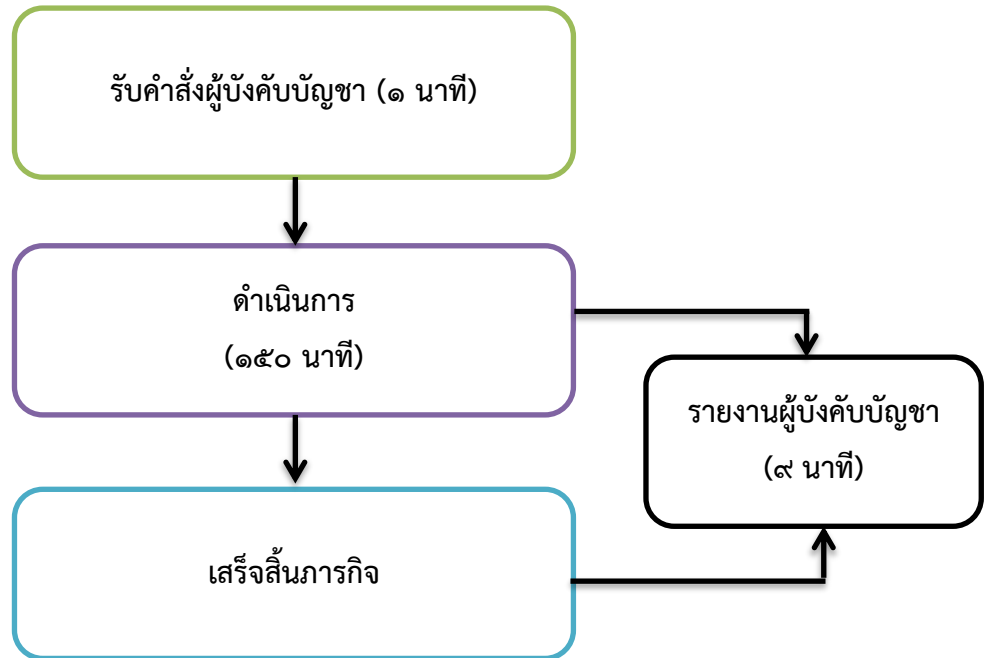 รับคำสั่งผู้บังคับบัญชา (๑ นาที)
ดำเนินการ
(๑๕๐ นาที)
รายงานผู้บังคับบัญชา
(๙ นาที)
เสร็จสิ้นภารกิจ